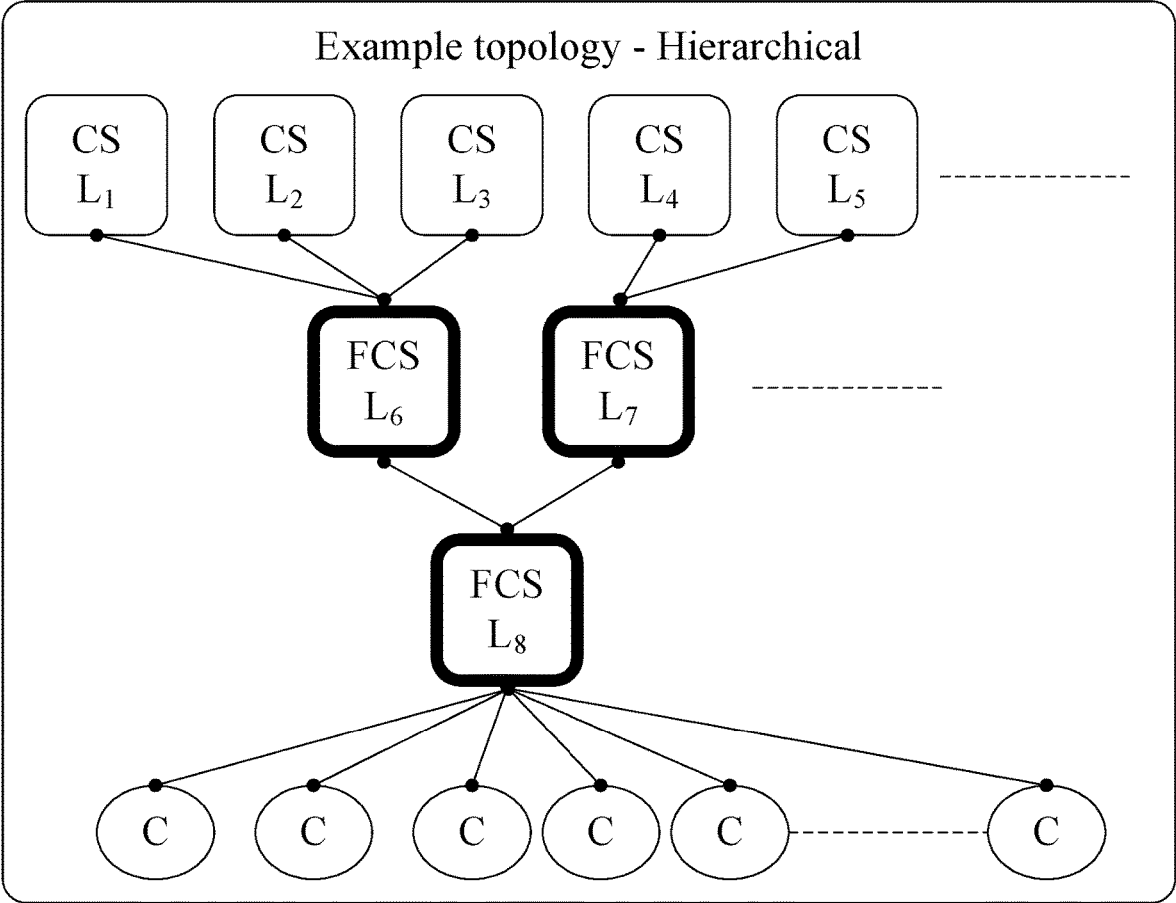 Example topology - Hierarchical
CS
L₁
CS
L₂
CS
L₃
CS
L₄
CS
L₅
FCS
L₆
FCS
L₇
FCS
L₈
C
C
C
C
C
C